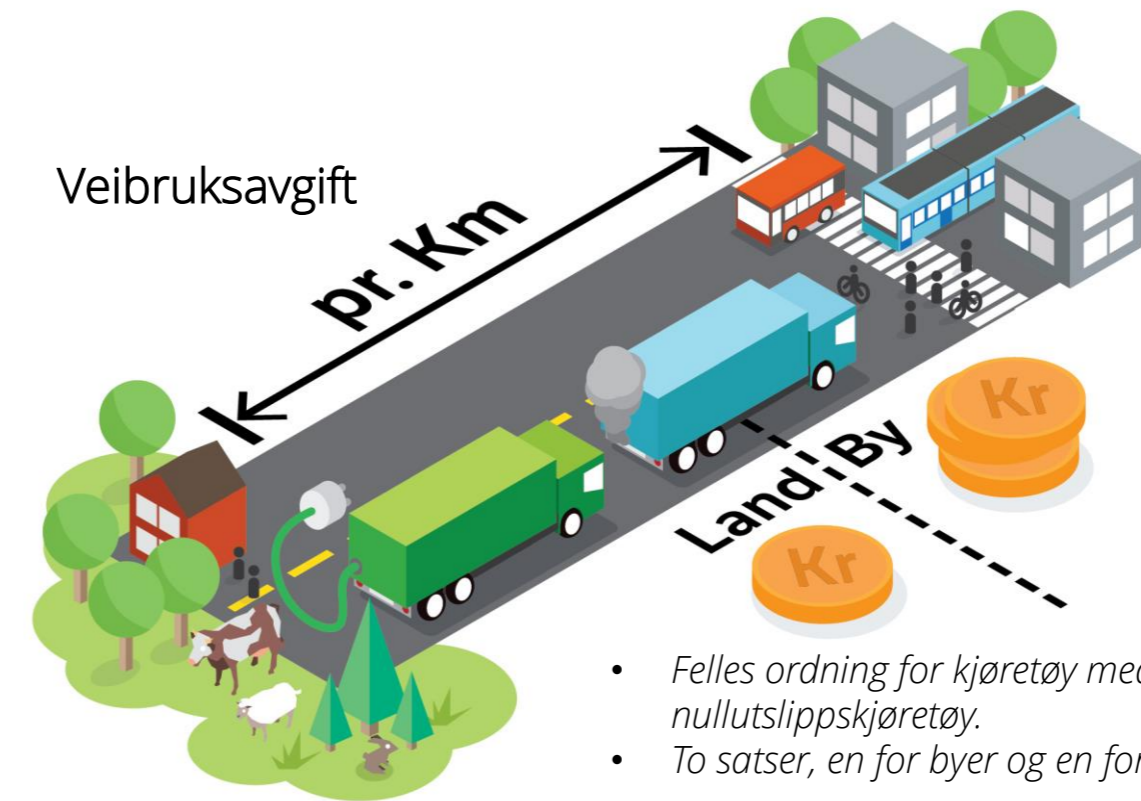 Veibruksavgift
pr. Km
Land
By
Kr
Kr
• Felles ordning for kjøretøy med
nullutslippskjøretøy.
• To satser, en for byer og en for